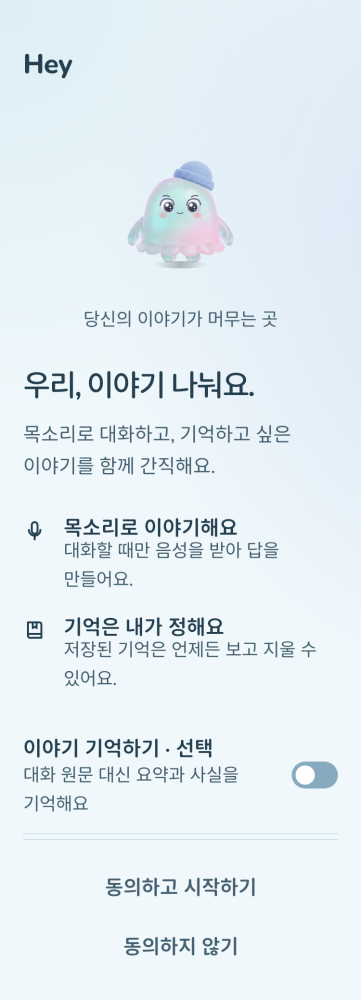 Hey
당신의 이야기가 머무는 곳
우리, 이야기 나눠요.
목소리로 대화하고, 기억하고 싶은
이야기를 함께 간직해요.
목소리로 이야기해요
대화할 때만 음성을 받아 답을
만들어요.
기억은 내가 정해요
저장된 기억은 언제든 보고 지울 수
있어요.
이야기 기억하기 · 선택
대화 원문 대신 요약과 사실을
기억해요
동의하고 시작하기
동의하지 않기